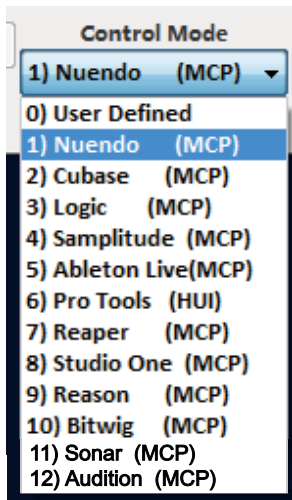 Control Mode
1) Nuendo (MCP)
0) User Defined
1) Nuendo (MCP)
2) Cubase (MCP)
3) Logic (MCP)
4) Samplitude (MCP)
5) Ableton Live(MCP)
6) Pro Tools (HUI)
7) Reaper (MCP)
8) Studio One (MCP)
9) Reason (MCP)
10) Bitwig (MCP)
11) Sonar (MCP)
12) Audition (MCP)